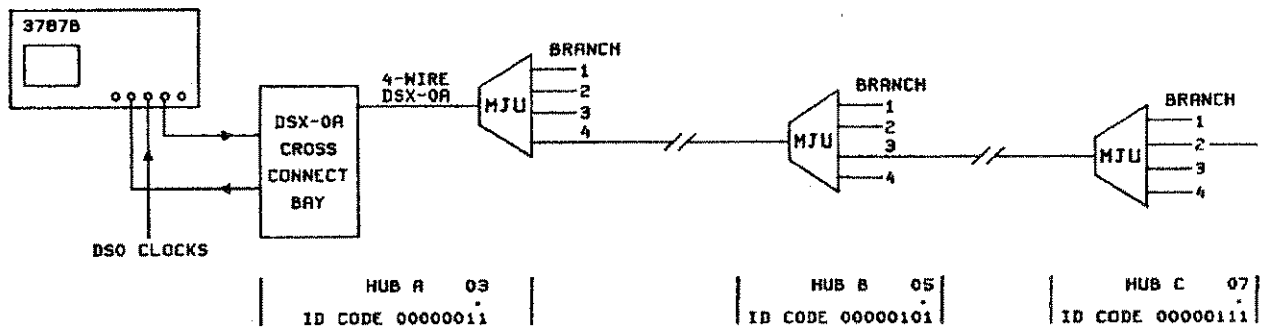 3787B
DSX-0A
CROSS
CONNECT
BAY
DS0 CLOCKS
4-WIRE
DSX-0A
MJU
BRANCH
1
2
3
4
MJU
BRANCH
1
2
3
4
MJU
BRANCH
1
2
3
4
HUB A 03
ID CODE 00000011
HUB B 05
ID CODE 00000101
HUB C 07
ID CODE 00000111